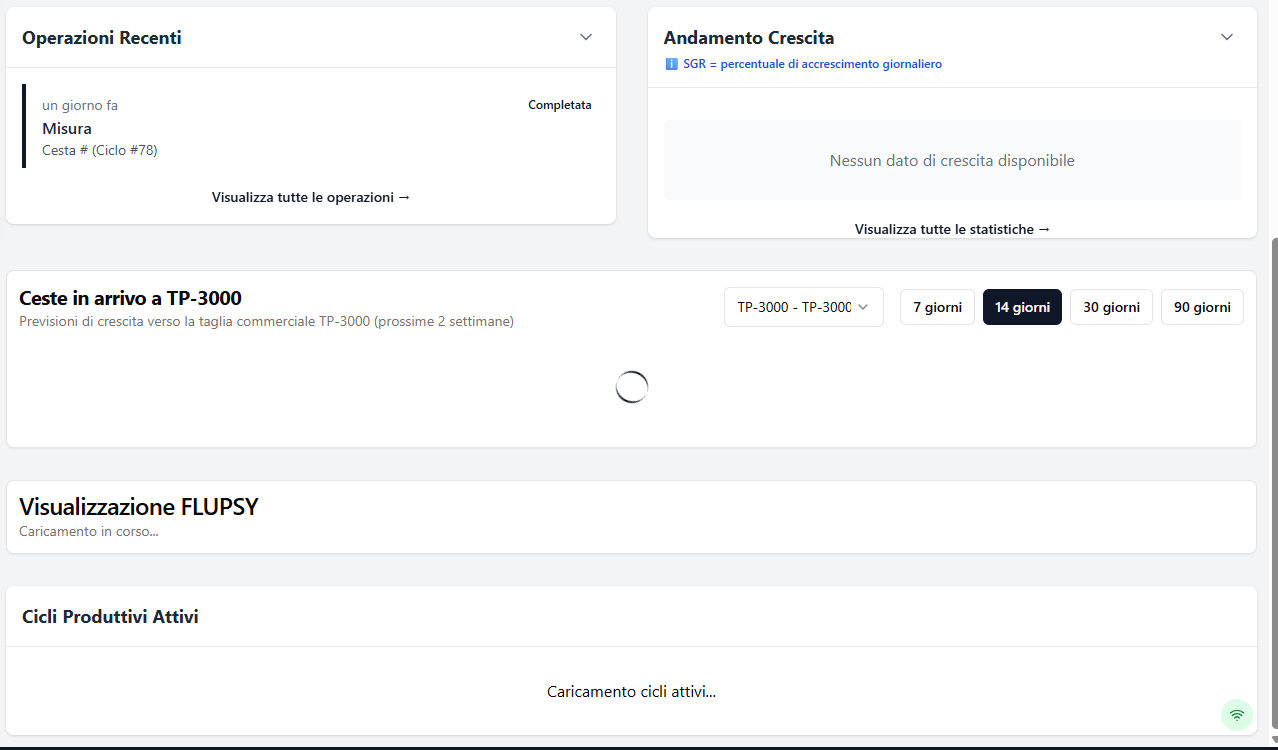 Operazioni Recenti
un giorno fa
Completata
Misura
Cesta # (Ciclo #78)
Visualizza tutte le operazioni →
Andamento Crescita
ℹ️ SGR = percentuale di accrescimento giornaliero
Nessun dato di crescita disponibile
Visualizza tutte le statistiche →
Ceste in arrivo a TP-3000
Previsioni di crescita verso la taglia commerciale TP-3000 (prossime 2 settimane)
TP-3000 - TP-3000
7 giorni
14 giorni
30 giorni
90 giorni
Visualizzazione FLUPSY
Caricamento in corso...
Cicli Produttivi Attivi
Caricamento cicli attivi...